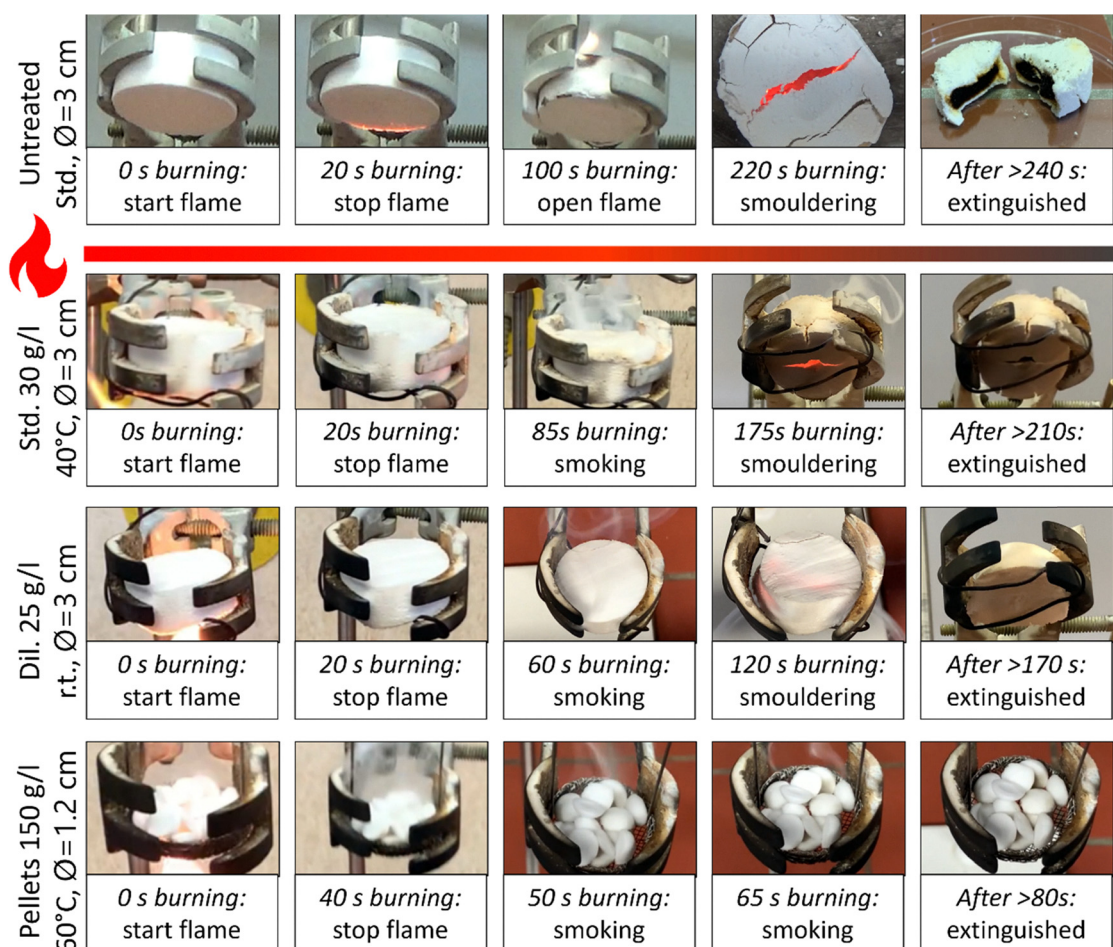 Untreated
Std., Ø=3 cm
0 s burning:
start flame
20 s burning:
stop flame
100 s burning:
open flame
220 s burning:
smouldering
After >240 s:
extinguished
Std. 30 g/l
40°C, Ø=3 cm
0s burning:
start flame
20s burning:
stop flame
85s burning:
smoking
175s burning:
smouldering
After >210s:
extinguished
Dil. 25 g/l
r.t., Ø=3 cm
0 s burning:
start flame
20 s burning:
stop flame
60 s burning:
smoking
120 s burning:
smouldering
After >170 s:
extinguished
Pellets 150 g/l
60°C, Ø=1.2 cm
0 s burning:
start flame
40 s burning:
stop flame
50 s burning:
smoking
65 s burning:
smoking
After >80s:
extinguished